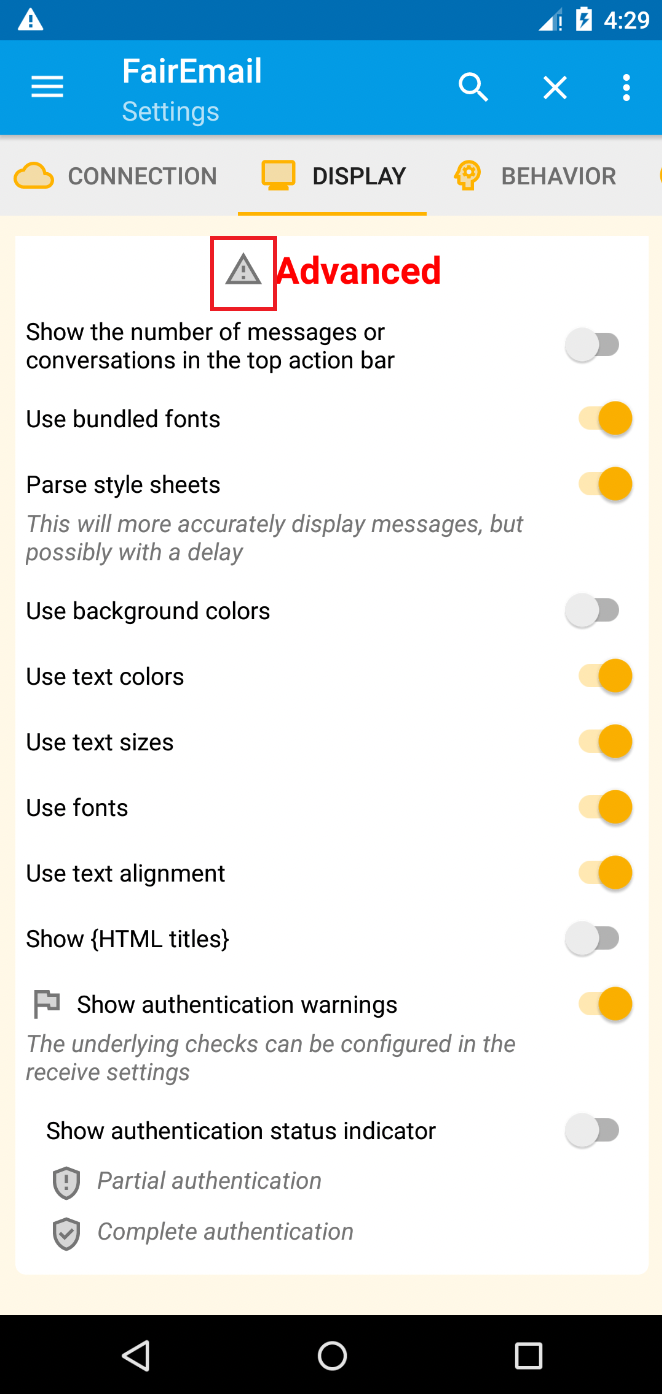 4:29
FairEmail
Settings
CONNECTION DISPLAY BEHAVIOR
Advanced
Show the number of messages or
conversations in the top action bar
Use bundled fonts
Parse style sheets
This will more accurately display messages, but
possibly with a delay
Use background colors
Use text colors
Use text sizes
Use fonts
Use text alignment
Show {HTML titles}
Show authentication warnings
The underlying checks can be configured in the
receive settings
Show authentication status indicator
Partial authentication
Complete authentication